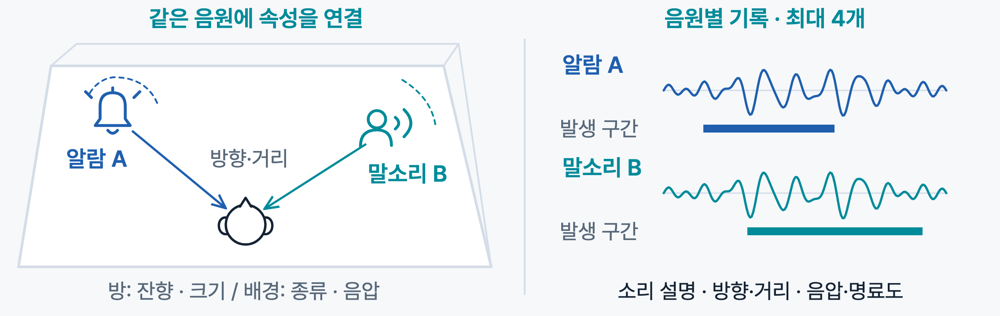 같은 음원에 속성을 연결
알람 A
방향·거리
말소리 B
방: 잔향 · 크기 / 배경: 종류 · 음압
음원별 기록 · 최대 4개
알람 A
발생 구간
말소리 B
발생 구간
소리 설명 · 방향·거리 · 음압·명료도